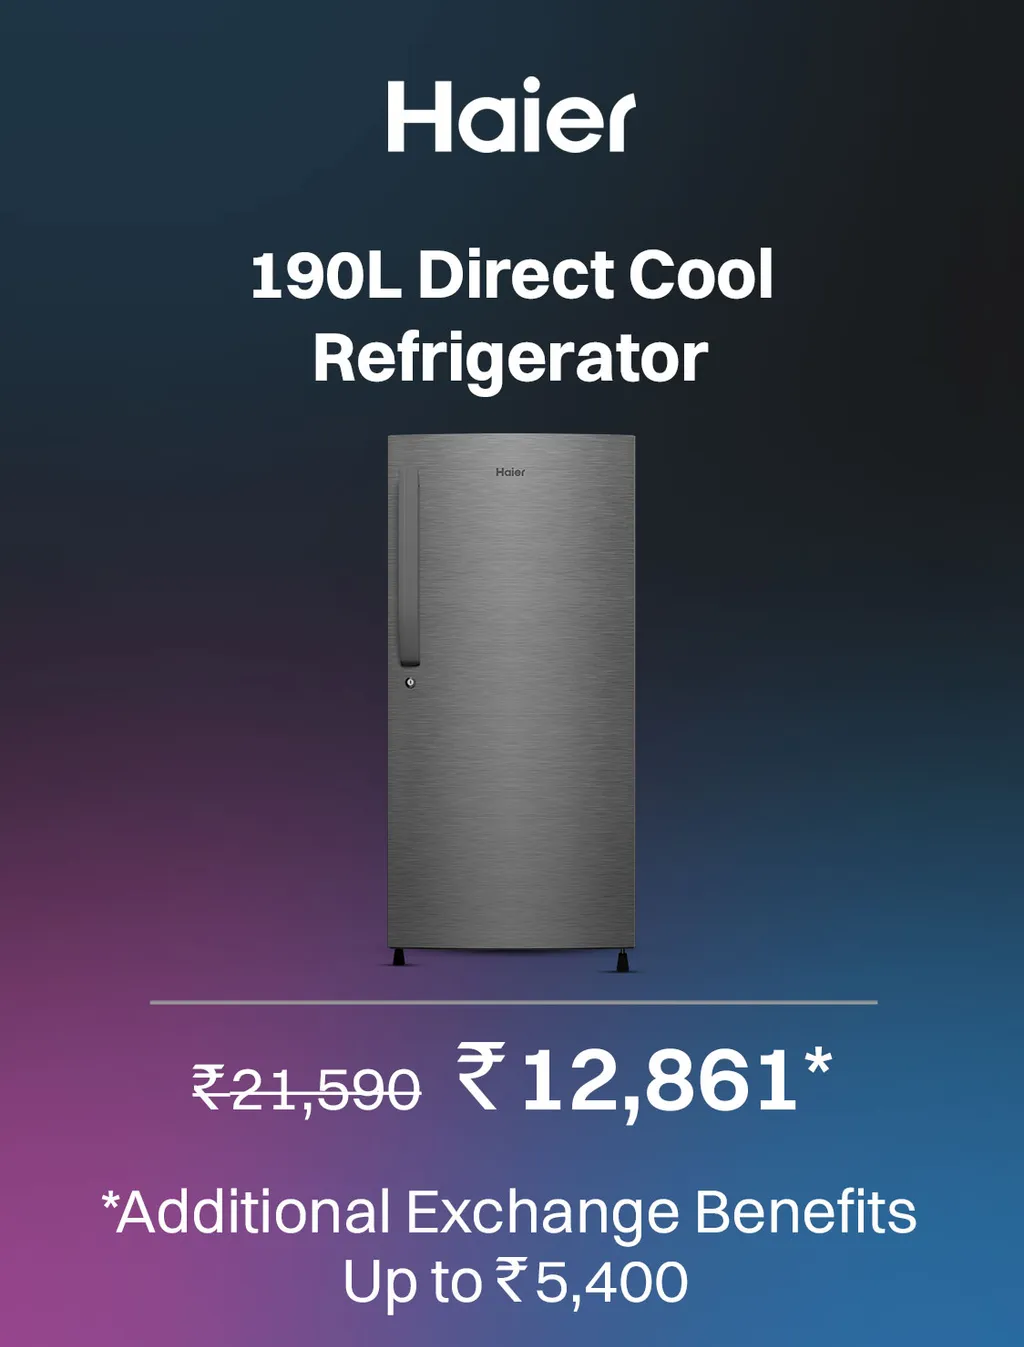 Haier
190L Direct Cool
Refrigerator
Haier
₹21,590 ₹12,861*
*Additional Exchange Benefits
Up to ₹5,400